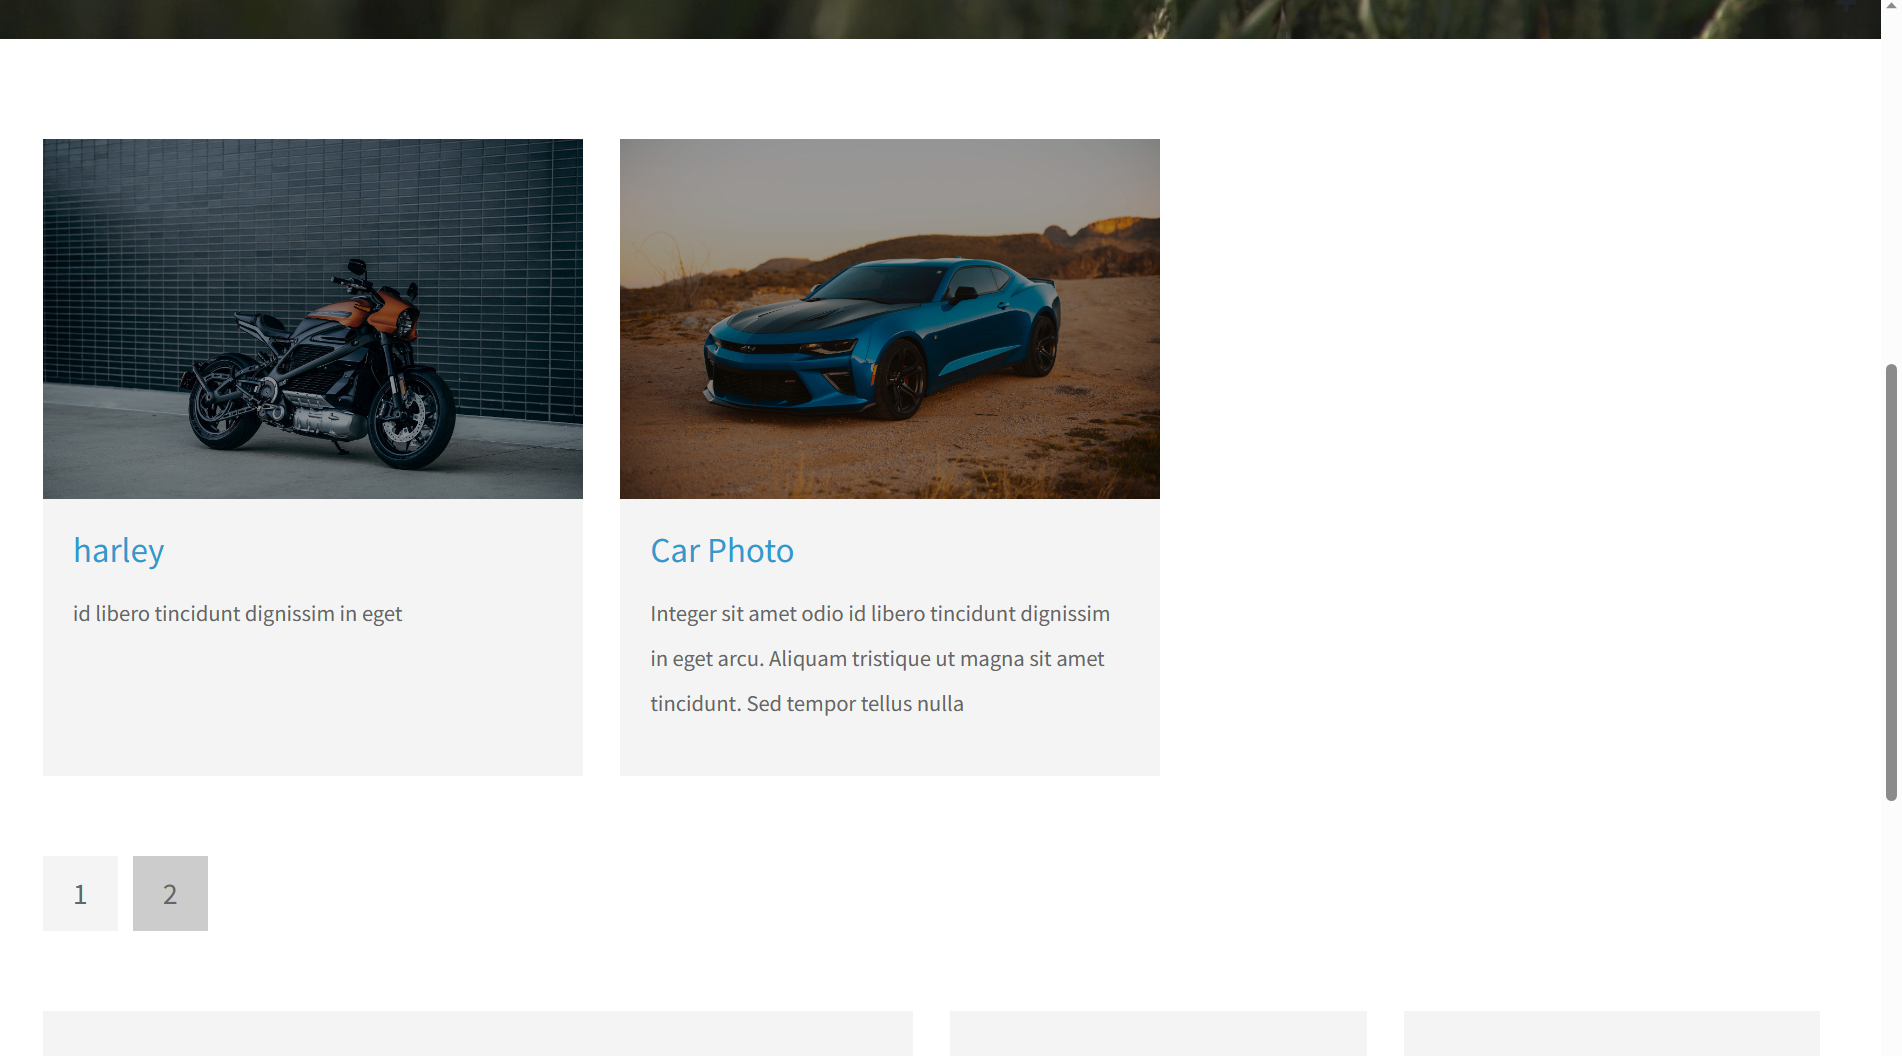 harley
id libero tincidunt dignissim in eget
Car Photo
Integer sit amet odio id libero tincidunt dignissim
in eget arcu. Aliquam tristique ut magna sit amet
tincidunt. Sed tempor tellus nulla
1
2